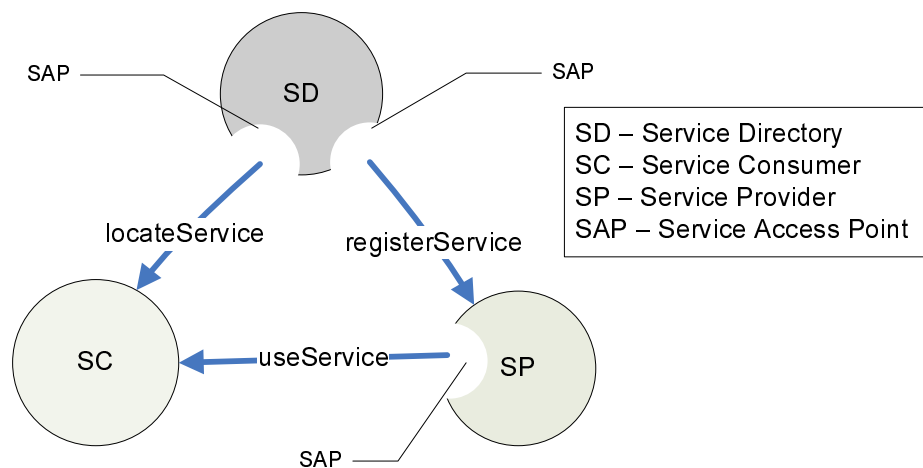 SAP
SD
SAP
SD – Service Directory
SC – Service Consumer
SP – Service Provider
SAP – Service Access Point
locateService
registerService
SC
useService
SP
SAP